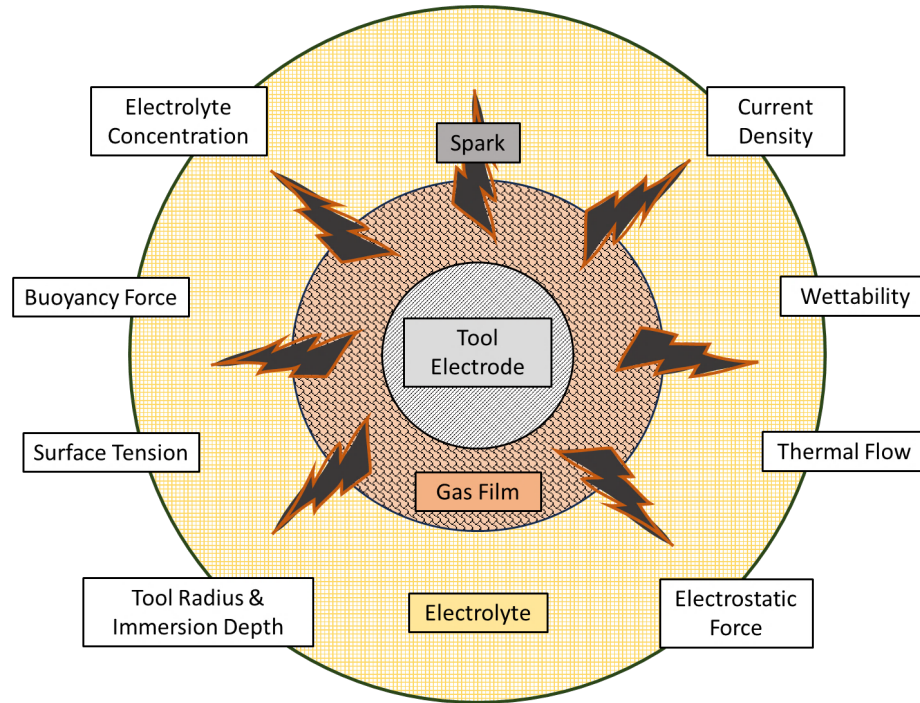 Electrolyte
Concentration
Spark
Current
Density
Buoyancy Force
Wettability
Tool
Electrode
Surface Tension
Thermal Flow
Gas Film
Tool Radius &
Immersion Depth
Electrolyte
Electrostatic
Force